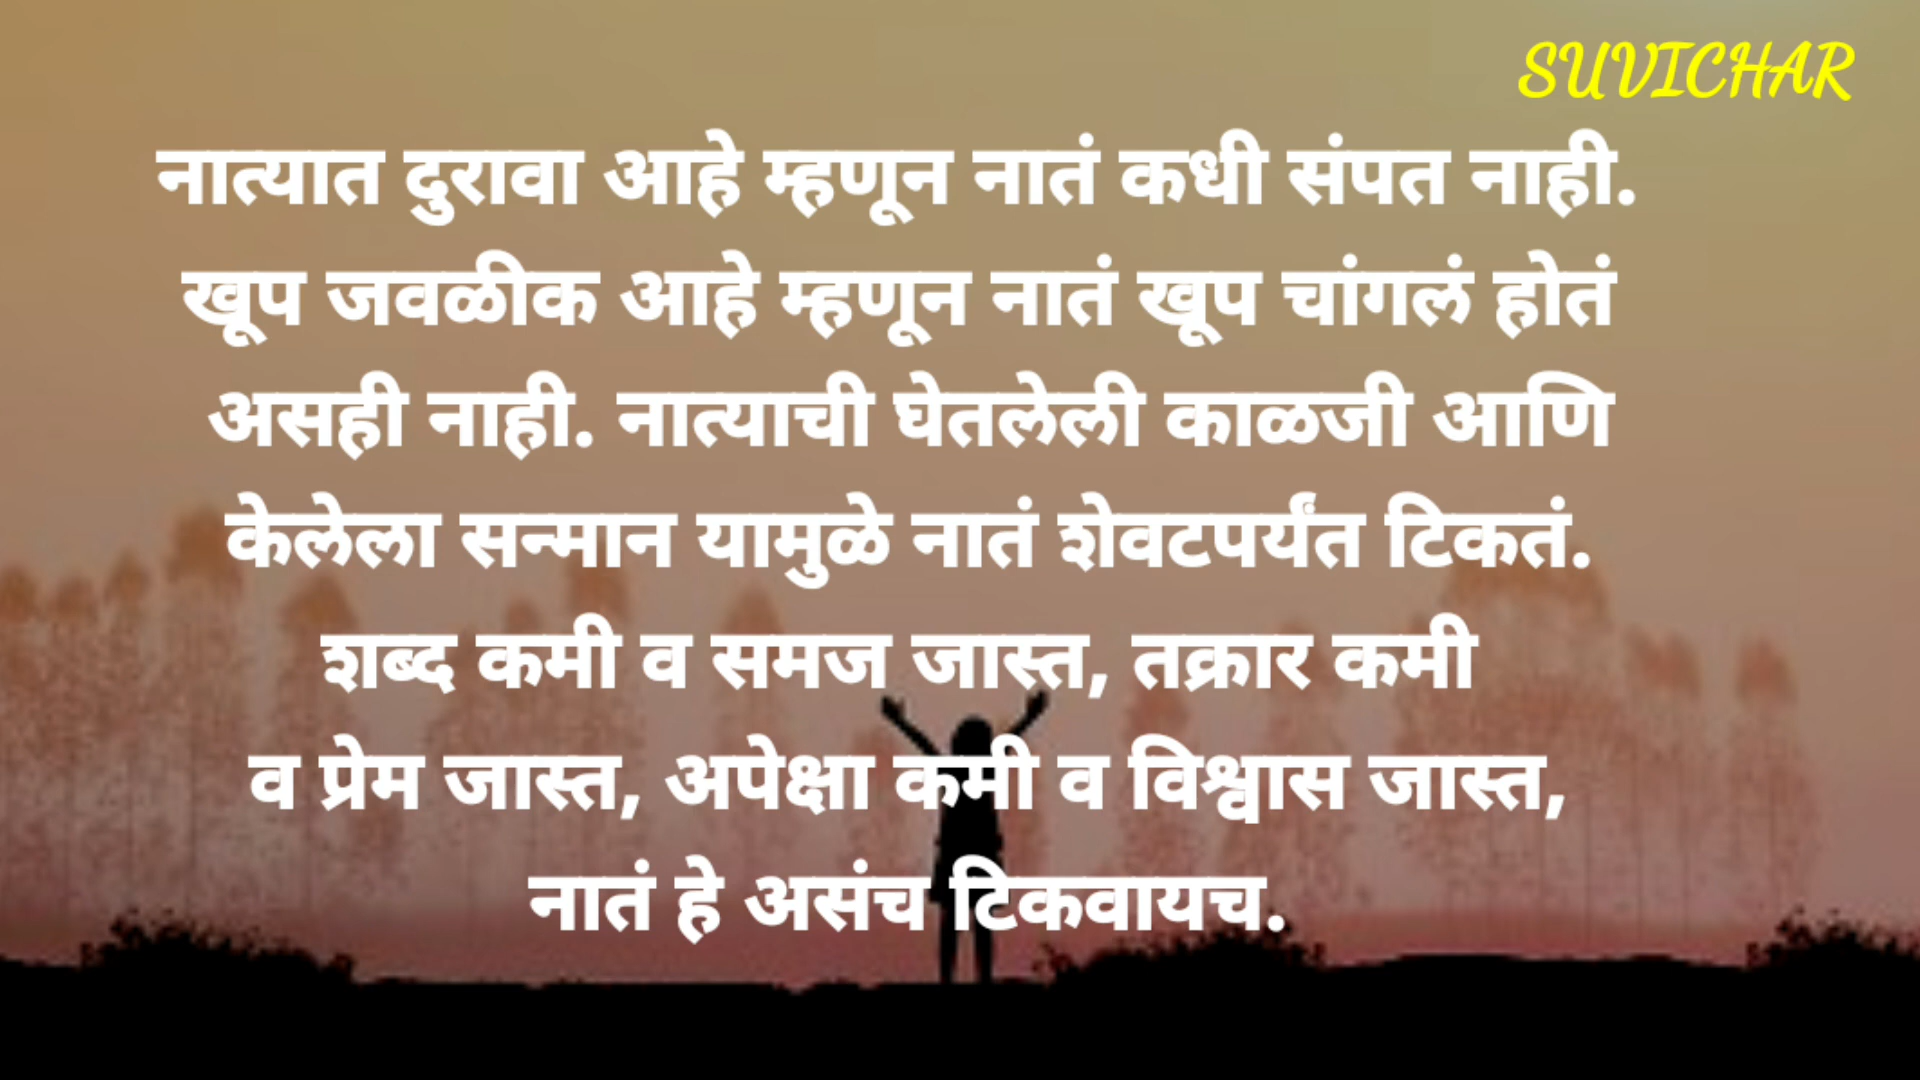 SUVICHAR
नात्यात दुरावा आहे म्हणून नातं कधी संपत नाही.
खूप जवळीक आहे म्हणून नातं खूप चांगलं होतं
असही नाही. नात्याची घेतलेली काळजी आणि
केलेला सन्मान यामुळे नातं शेवटपर्यंत टिकतं.
शब्द कमी व समज जास्त, तक्रार कमी
व प्रेम जास्त, अपेक्षा कमी व विश्वास जास्त,
नातं हे असंच टिकवायच.